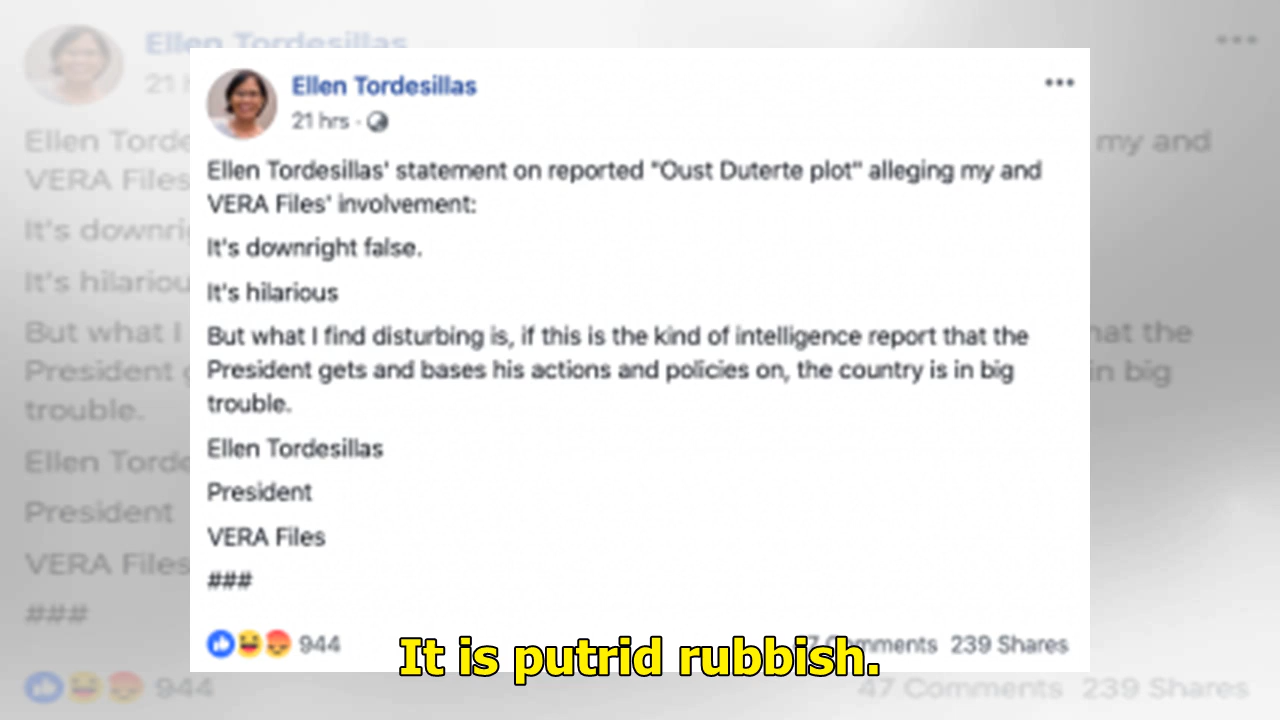 Ellen Tordesillas
21 hrs ·
Ellen Tordesillas' statement on reported "Oust Duterte plot" alleging my and
VERA Files' involvement:
It's downright false.
It's hilarious
But what I find disturbing is, if this is the kind of intelligence report that the
President gets and bases his actions and policies on, the country is in big
trouble.
Ellen Tordesillas
President
VERA Files
###
944
47 Comments 239 Shares
It is putrid rubbish.